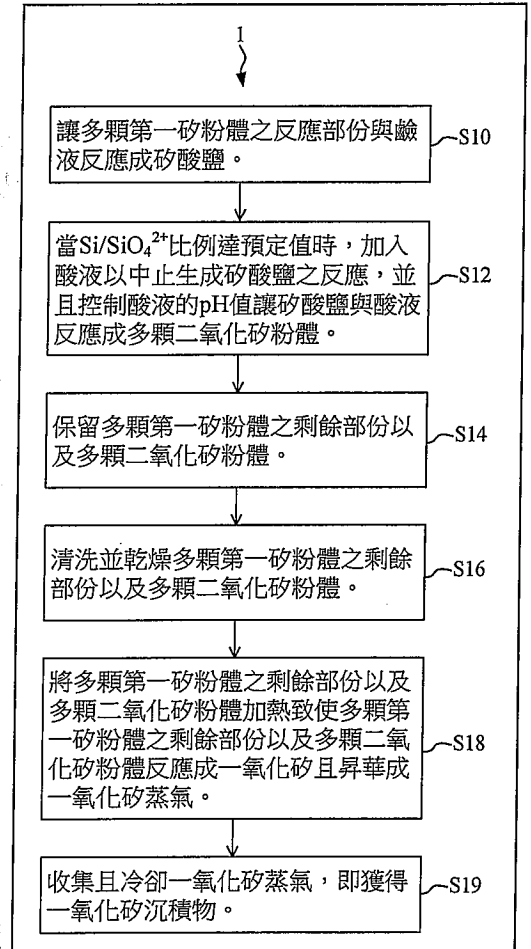 1
讓多顆第一矽粉體之反應部份與鹼
液反應成矽酸鹽。
S10
當Si/SiO₄²⁺比例達預定值時，加入
酸液以中止生成矽酸鹽之反應，並
且控制酸液的pH值讓矽酸鹽與酸液
反應成多顆二氧化矽粉體。
S12
保留多顆第一矽粉體之剩餘部份以
及多顆二氧化矽粉體。
S14
清洗並乾燥多顆第一矽粉體之剩餘
部份以及多顆二氧化矽粉體。
S16
將多顆第一矽粉體之剩餘部份以及
多顆二氧化矽粉體加熱致使多顆第
一矽粉體之剩餘部份以及多顆二氧
化矽粉體反應成一氧化矽且昇華成
一氧化矽蒸氣。
S18
收集且冷卻一氧化矽蒸氣，即獲得
一氧化矽沉積物。
S19